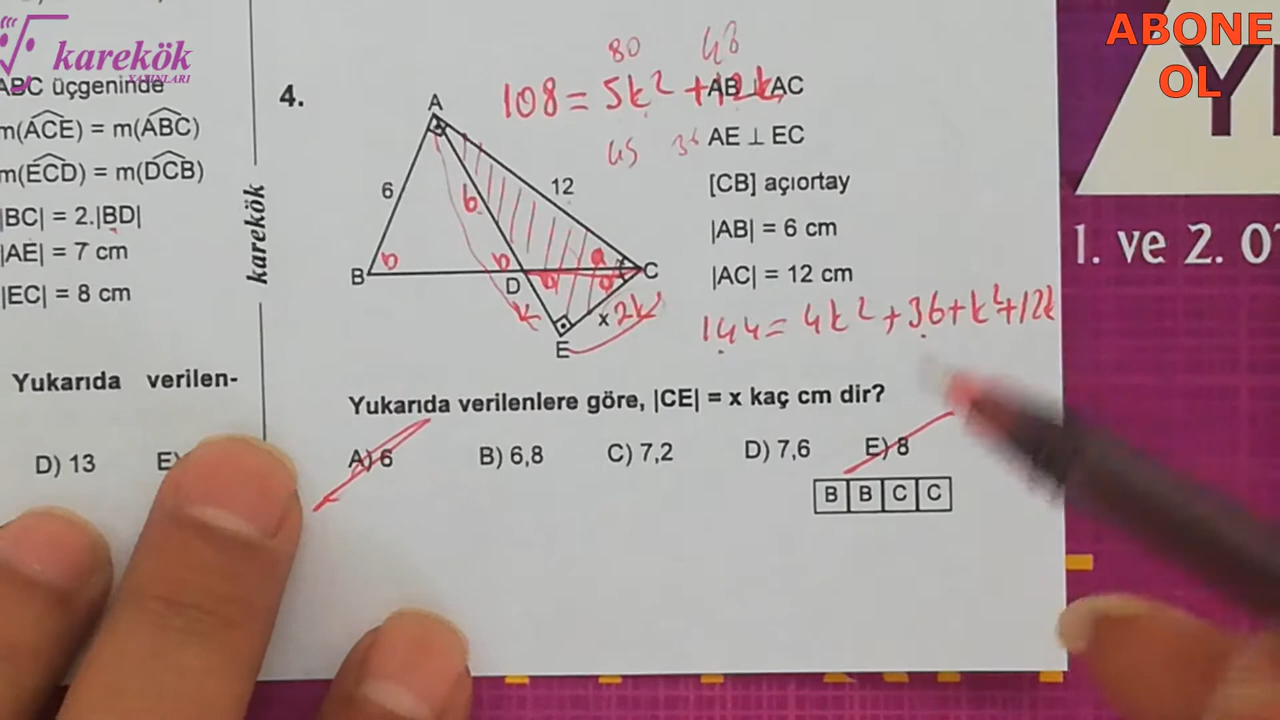 karekök
YAYINLARI
ABC üçgeninde
m(ACE) = m(ABC)
m(ECD) = m(DCB)
|BC| = 2.|BD|
|AE| = 7 cm
|EC| = 8 cm
Yukarıda verilen-
D) 13
E)
karekök
4.
80 48
108 = 5k² + 12k
45 36
AB ⊥ AC
AE ⊥ EC
[CB] açıortay
|AB| = 6 cm
|AC| = 12 cm
144 = 4k² + 36 + k² + 12k
A
6
12
6
B
D
C
k
x
2k
E
Yukarıda verilenlere göre, |CE| = x kaç cm dir?
A) 6 B) 6,8 C) 7,2 D) 7,6 E) 8
B B C C
ABONE
OL
Y
1. ve 2.